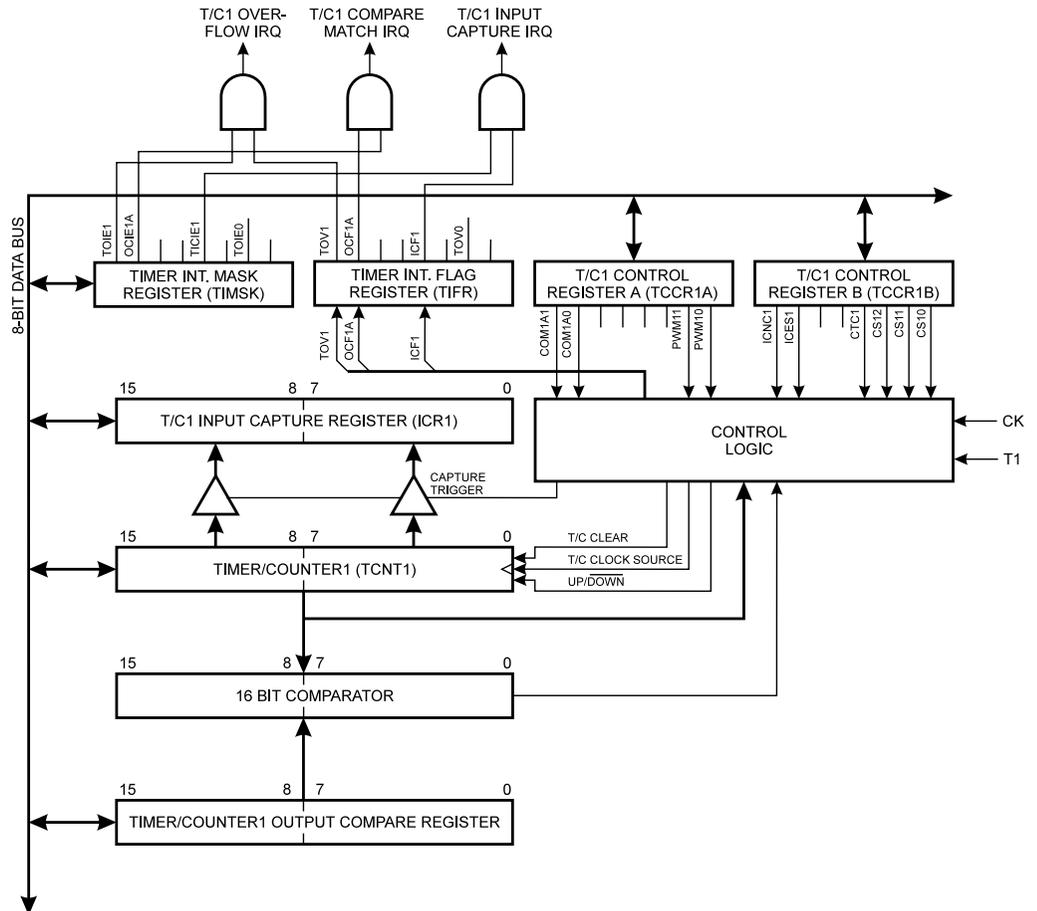 T/C1 OVER-
FLOW IRQ
T/C1 COMPARE
MATCH IRQ
T/C1 INPUT
CAPTURE IRQ
8-BIT DATA BUS
TOIE1
OCIE1A
TICIE1
TOIE0
TOV1
OCF1A
ICF1
TOV0
TIMER INT. MASK
REGISTER (TIMSK)
TIMER INT. FLAG
REGISTER (TIFR)
T/C1 CONTROL
REGISTER A (TCCR1A)
T/C1 CONTROL
REGISTER B (TCCR1B)
TOV1
OCF1A
ICF1
COM1A1
COM1A0
PWM11
PWM10
ICNC1
ICES1
CTC1
CS12
CS11
CS10
15 8 7 0
T/C1 INPUT CAPTURE REGISTER (ICR1)
CONTROL
LOGIC
CK
T1
CAPTURE
TRIGGER
15 8 7 0
TIMER/COUNTER1 (TCNT1)
T/C CLEAR
T/C CLOCK SOURCE
UP/DOWN
15 8 7 0
16 BIT COMPARATOR
15 8 7 0
TIMER/COUNTER1 OUTPUT COMPARE REGISTER